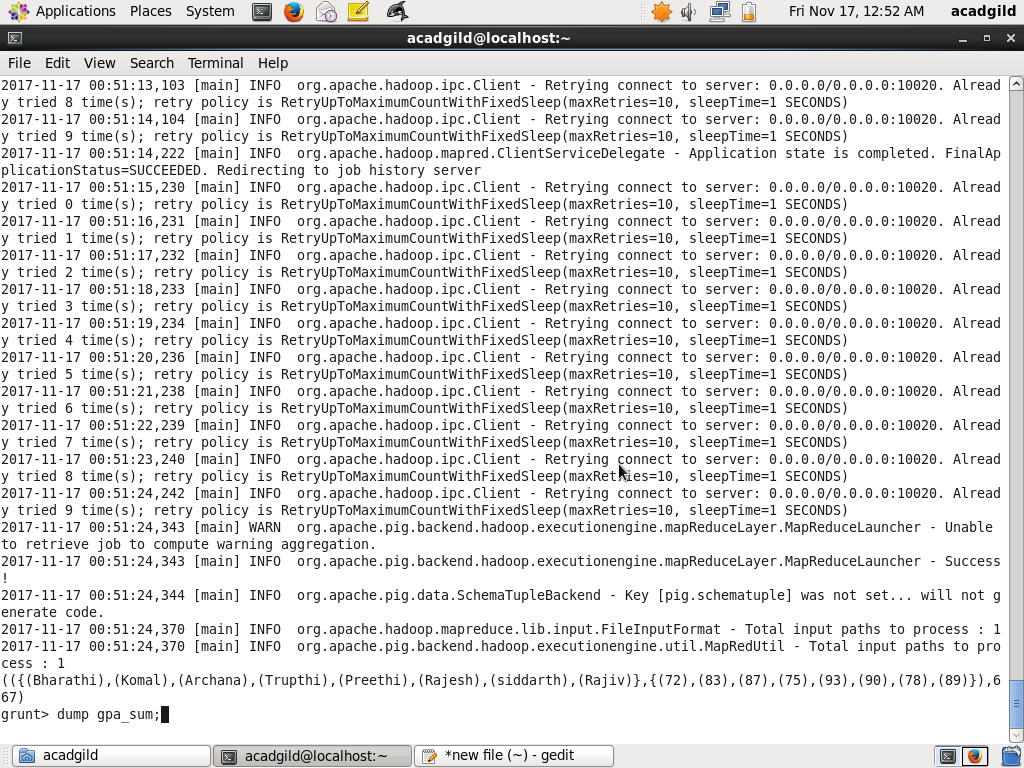 Applications Places System Fri Nov 17, 12:52 AM acadgild
acadgild@localhost:~
File Edit View Search Terminal Help
2017-11-17 00:51:13,103 [main] INFO  org.apache.hadoop.ipc.Client - Retrying connect to server: 0.0.0.0/0.0.0.0:10020. Alread
y tried 8 time(s); retry policy is RetryUpToMaximumCountWithFixedSleep(maxRetries=10, sleepTime=1 SECONDS)
2017-11-17 00:51:14,104 [main] INFO  org.apache.hadoop.ipc.Client - Retrying connect to server: 0.0.0.0/0.0.0.0:10020. Alread
y tried 9 time(s); retry policy is RetryUpToMaximumCountWithFixedSleep(maxRetries=10, sleepTime=1 SECONDS)
2017-11-17 00:51:14,222 [main] INFO  org.apache.hadoop.mapred.ClientServiceDelegate - Application state is completed. FinalAp
plicationStatus=SUCCEEDED. Redirecting to job history server
2017-11-17 00:51:15,230 [main] INFO  org.apache.hadoop.ipc.Client - Retrying connect to server: 0.0.0.0/0.0.0.0:10020. Alread
y tried 0 time(s); retry policy is RetryUpToMaximumCountWithFixedSleep(maxRetries=10, sleepTime=1 SECONDS)
2017-11-17 00:51:16,231 [main] INFO  org.apache.hadoop.ipc.Client - Retrying connect to server: 0.0.0.0/0.0.0.0:10020. Alread
y tried 1 time(s); retry policy is RetryUpToMaximumCountWithFixedSleep(maxRetries=10, sleepTime=1 SECONDS)
2017-11-17 00:51:17,232 [main] INFO  org.apache.hadoop.ipc.Client - Retrying connect to server: 0.0.0.0/0.0.0.0:10020. Alread
y tried 2 time(s); retry policy is RetryUpToMaximumCountWithFixedSleep(maxRetries=10, sleepTime=1 SECONDS)
2017-11-17 00:51:18,233 [main] INFO  org.apache.hadoop.ipc.Client - Retrying connect to server: 0.0.0.0/0.0.0.0:10020. Alread
y tried 3 time(s); retry policy is RetryUpToMaximumCountWithFixedSleep(maxRetries=10, sleepTime=1 SECONDS)
2017-11-17 00:51:19,234 [main] INFO  org.apache.hadoop.ipc.Client - Retrying connect to server: 0.0.0.0/0.0.0.0:10020. Alread
y tried 4 time(s); retry policy is RetryUpToMaximumCountWithFixedSleep(maxRetries=10, sleepTime=1 SECONDS)
2017-11-17 00:51:20,236 [main] INFO  org.apache.hadoop.ipc.Client - Retrying connect to server: 0.0.0.0/0.0.0.0:10020. Alread
y tried 5 time(s); retry policy is RetryUpToMaximumCountWithFixedSleep(maxRetries=10, sleepTime=1 SECONDS)
2017-11-17 00:51:21,238 [main] INFO  org.apache.hadoop.ipc.Client - Retrying connect to server: 0.0.0.0/0.0.0.0:10020. Alread
y tried 6 time(s); retry policy is RetryUpToMaximumCountWithFixedSleep(maxRetries=10, sleepTime=1 SECONDS)
2017-11-17 00:51:22,239 [main] INFO  org.apache.hadoop.ipc.Client - Retrying connect to server: 0.0.0.0/0.0.0.0:10020. Alread
y tried 7 time(s); retry policy is RetryUpToMaximumCountWithFixedSleep(maxRetries=10, sleepTime=1 SECONDS)
2017-11-17 00:51:23,240 [main] INFO  org.apache.hadoop.ipc.Client - Retrying connect to server: 0.0.0.0/0.0.0.0:10020. Alread
y tried 8 time(s); retry policy is RetryUpToMaximumCountWithFixedSleep(maxRetries=10, sleepTime=1 SECONDS)
2017-11-17 00:51:24,242 [main] INFO  org.apache.hadoop.ipc.Client - Retrying connect to server: 0.0.0.0/0.0.0.0:10020. Alread
y tried 9 time(s); retry policy is RetryUpToMaximumCountWithFixedSleep(maxRetries=10, sleepTime=1 SECONDS)
2017-11-17 00:51:24,343 [main] WARN  org.apache.pig.backend.hadoop.executionengine.mapReduceLayer.MapReduceLauncher - Unable
to retrieve job to compute warning aggregation.
2017-11-17 00:51:24,343 [main] INFO  org.apache.pig.backend.hadoop.executionengine.mapReduceLayer.MapReduceLauncher - Success
!
2017-11-17 00:51:24,344 [main] INFO  org.apache.pig.data.SchemaTupleBackend - Key [pig.schematuple] was not set... will not g
enerate code.
2017-11-17 00:51:24,370 [main] INFO  org.apache.hadoop.mapreduce.lib.input.FileInputFormat - Total input paths to process : 1
2017-11-17 00:51:24,370 [main] INFO  org.apache.pig.backend.hadoop.executionengine.util.MapRedUtil - Total input paths to pro
cess : 1
(({(Bharathi),(Komal),(Archana),(Trupthi),(Preethi),(Rajesh),(siddarth),(Rajiv)},{(72),(83),(87),(75),(93),(90),(78),(89)}),6
67)
grunt> dump gpa_sum;
acadgild acadgild@localhost:~ *new file (~) - gedit